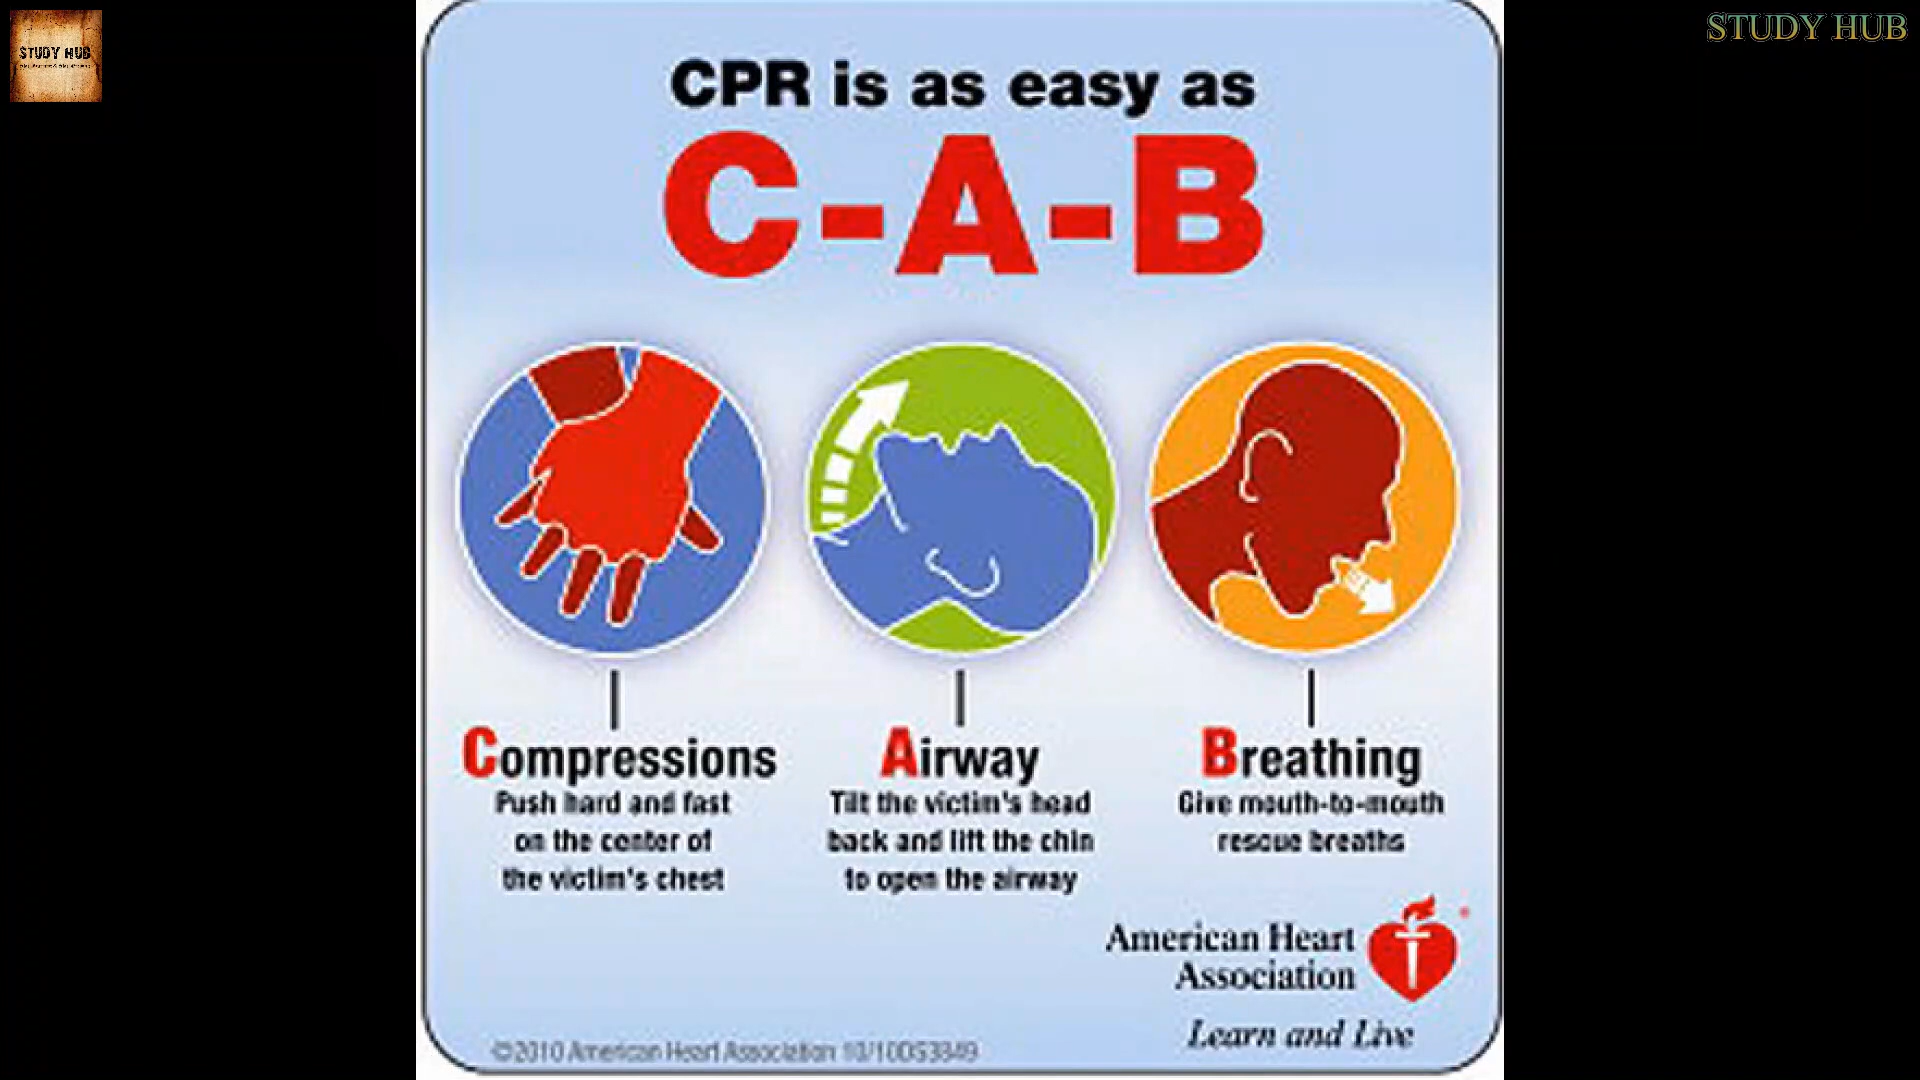 STUDY HUB
STUDY HUB
CPR is as easy as
C-A-B
Compressions
Push hard and fast
on the center of
the victim's chest
Airway
Tilt the victim's head
back and lift the chin
to open the airway
Breathing
Give mouth-to-mouth
rescue breaths
American Heart
Association
Learn and Live
©2010 American Heart Association 10/10DS3849